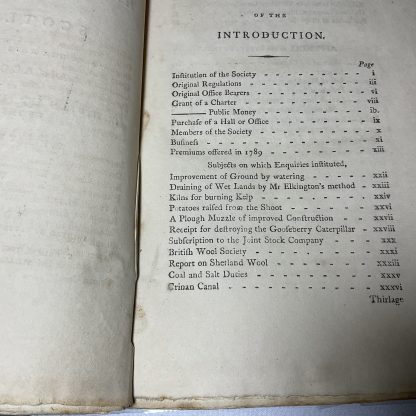 OF THE
INTRODUCTION.
Page
Institution of the Society - - - - - - - - - i
Original Regulations - - - - - - - - - iii
Original Office Bearers - - - - - - - - - vi
Grant of a Charter - - - - - - - - - viii
——— Public Money - - - - - - - ib.
Purchase of a Hall or Office - - - - - - - ix
Members of the Society - - - - - - - - x
Busineſs - - - - - - - - - - - xi
Premiums offered in 1789 - - - - - - - - xiii
Subjects on which Enquiries inſtituted,
Improvement of Ground by watering - - - - xxii
Draining of Wet Lands by Mr Elkington's method - - xxiii
Kilns for burning Kelp - - - - - - - - xxiv
Potatoes raiſed from the Shoot - - - - - - xxvi
A Plough Muzzle of improved Conſtruction - - - xxvii
Receipt for deſtroying the Gooſeberry Caterpillar - - xxviii
Subſcription to the Joint Stock Company - - - - xxx
Britiſh Wool Society - - - - - - - - xxxi
Report on Shetland Wool - - - - - - - xxxiii
Coal and Salt Duties - - - - - - - - xxxv
Crinan Canal - - - - - - - - - - xxxvi
Thirlage